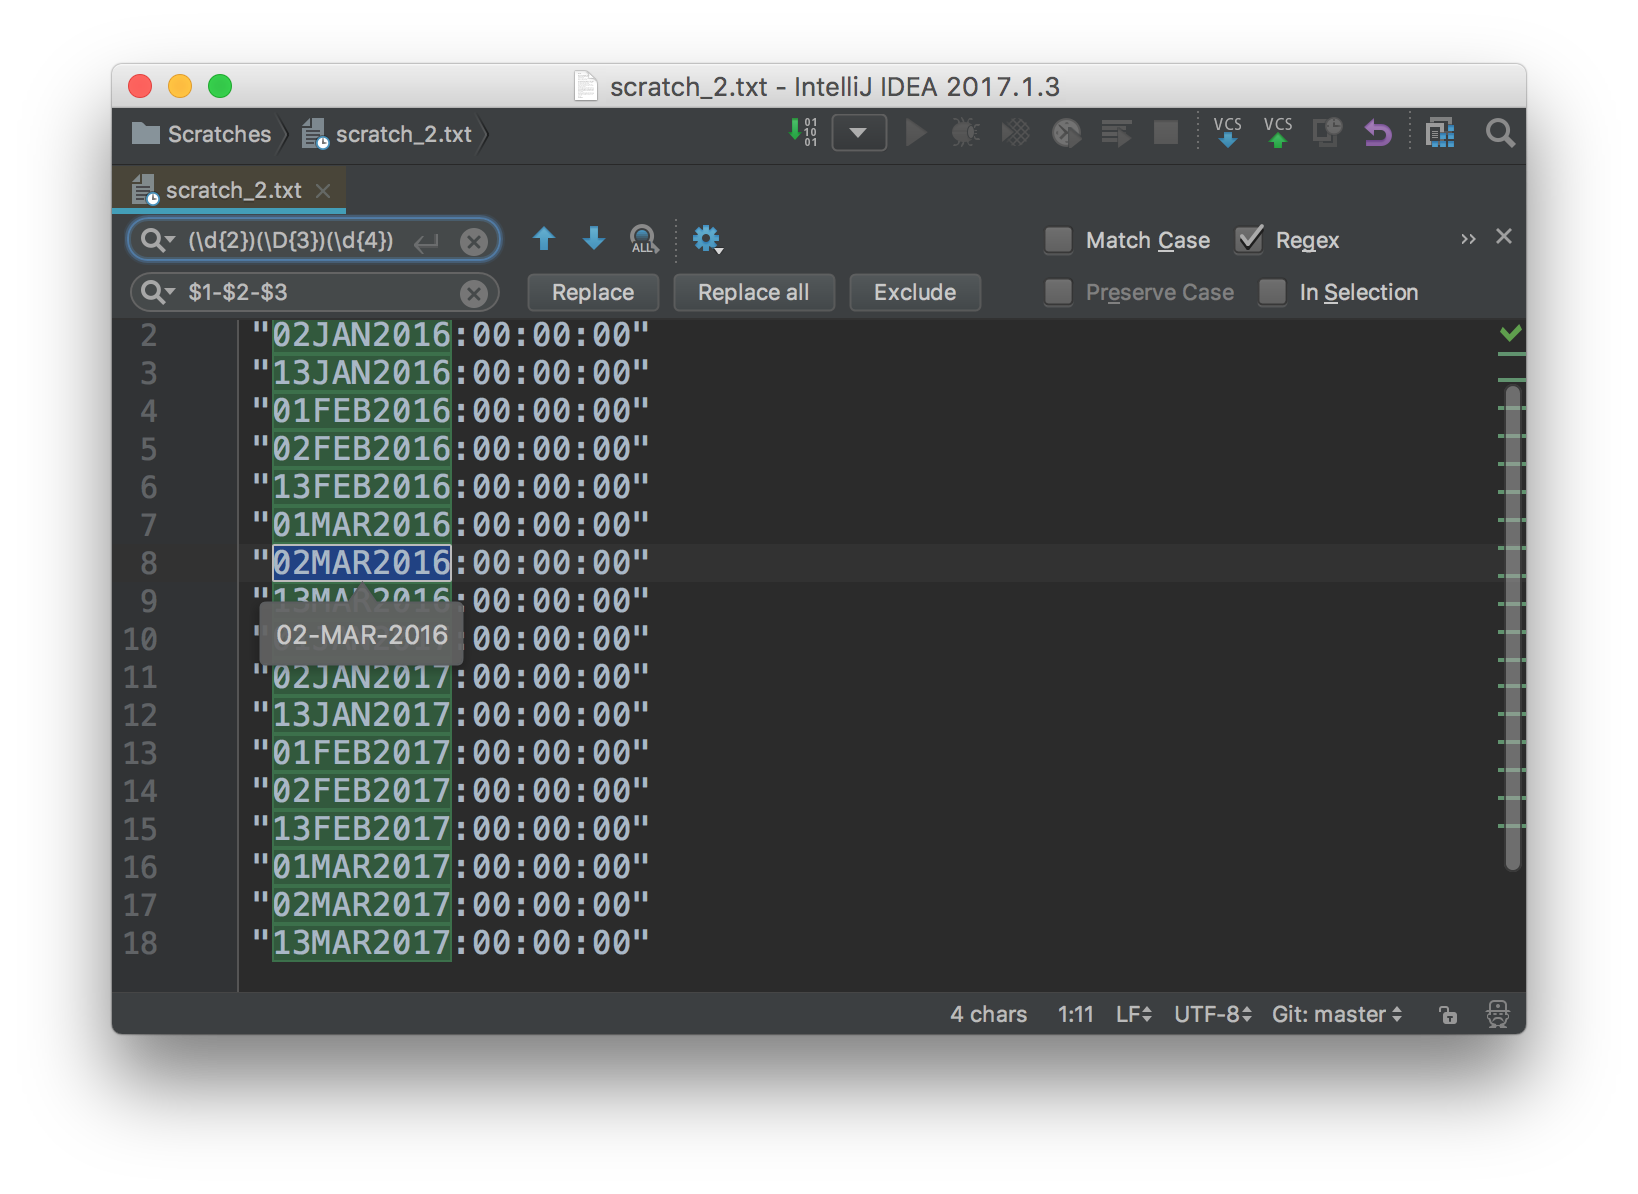 scratch_2.txt - IntelliJ IDEA 2017.1.3
Scratches scratch_2.txt 01 10 01 VCS VCS
scratch_2.txt
(\d{2})(\D{3})(\d{4}) ALL Match Case Regex
$1-$2-$3 Replace Replace all Exclude Preserve Case In Selection
2 "02JAN2016:00:00:00"
3 "13JAN2016:00:00:00"
4 "01FEB2016:00:00:00"
5 "02FEB2016:00:00:00"
6 "13FEB2016:00:00:00"
7 "01MAR2016:00:00:00"
8 "02MAR2016:00:00:00"
9 "13MAR2016:00:00:00"
02-MAR-2016
10 "01JAN2017:00:00:00"
11 "02JAN2017:00:00:00"
12 "13JAN2017:00:00:00"
13 "01FEB2017:00:00:00"
14 "02FEB2017:00:00:00"
15 "13FEB2017:00:00:00"
16 "01MAR2017:00:00:00"
17 "02MAR2017:00:00:00"
18 "13MAR2017:00:00:00"
4 chars 1:11 LF UTF-8 Git: master